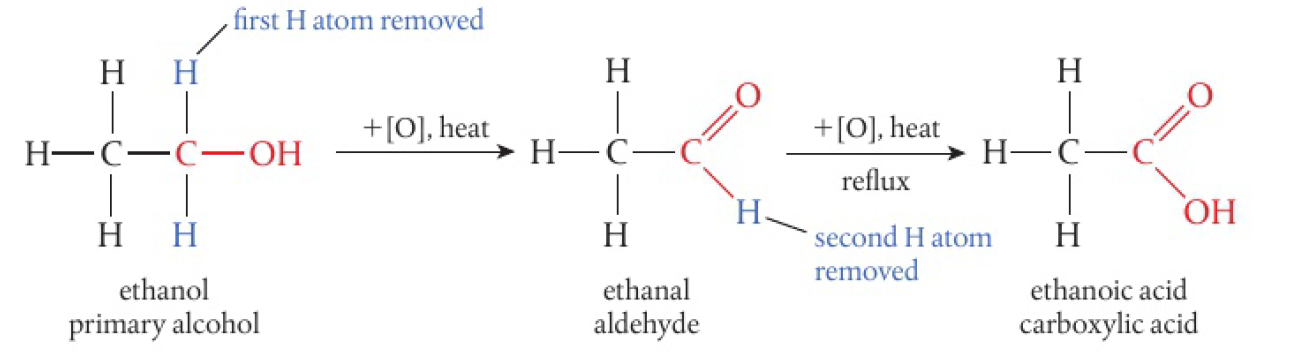 first H atom removed
H H H H
+[O], heat O +[O], heat O
H C C OH H C C H C C
reflux
H OH
H H H second H atom H
removed
ethanol ethanal ethanoic acid
primary alcohol aldehyde carboxylic acid